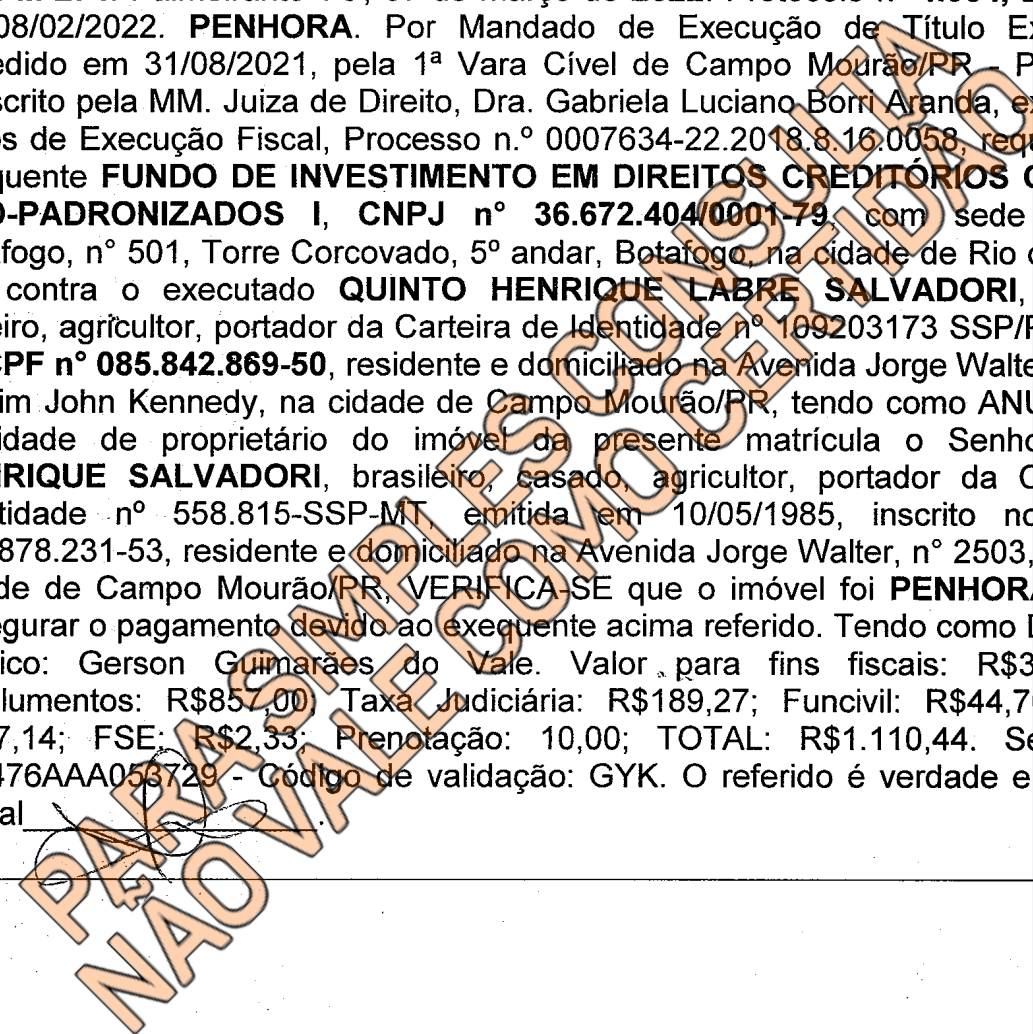 08/02/2022. PENHORA. Por Mandado de Execução de Título Ex
edido em 31/08/2021, pela 1ª Vara Cível de Campo Mourão/PR - P
scrito pela MM. Juiza de Direito, Dra. Gabriela Luciano Borri Aranda, ex
s de Execução Fiscal, Processo n.º 0007634-22.2018.8.16.0058, requ
quente FUNDO DE INVESTIMENTO EM DIREITOS CREDITÓRIOS
O-PADRONIZADOS I, CNPJ n° 36.672.404/0001-79, com sede
fogo, n° 501, Torre Corcovado, 5º andar, Botafogo, na cidade de Rio
contra o executado QUINTO HENRIQUE LABRE SALVADORI,
eiro, agricultor, portador da Carteira de Identidade nº 109203173 SSP/P
CPF n° 085.842.869-50, residente e domiciliado na Avenida Jorge Walte
im John Kennedy, na cidade de Campo Mourão/PR, tendo como ANU
idade de proprietário do imóvel da presente matrícula o Senho
NRIQUE SALVADORI, brasileiro, casado, agricultor, portador da C
tidade nº 558.815-SSP-MT, emitida em 10/05/1985, inscrito no
878.231-53, residente e domiciliado na Avenida Jorge Walter, n° 2503,
de de Campo Mourão/PR, VERIFICA-SE que o imóvel foi PENHORA
egurar o pagamento devido ao exequente acima referido. Tendo como D
ico: Gerson Guimarães do Vale. Valor para fins fiscais: R$3
lumentos: R$857,00; Taxa Judiciária: R$189,27; Funcivil: R$44,70
7,14; FSE: R$2,33; Prenotação: 10,00; TOTAL: R$1.110,44. Se
476AAA053729 - Código de validação: GYK. O referido é verdade e
al
PARA SIMPLES CONSULTA
NÃO VALE COMO CERTIDÃO